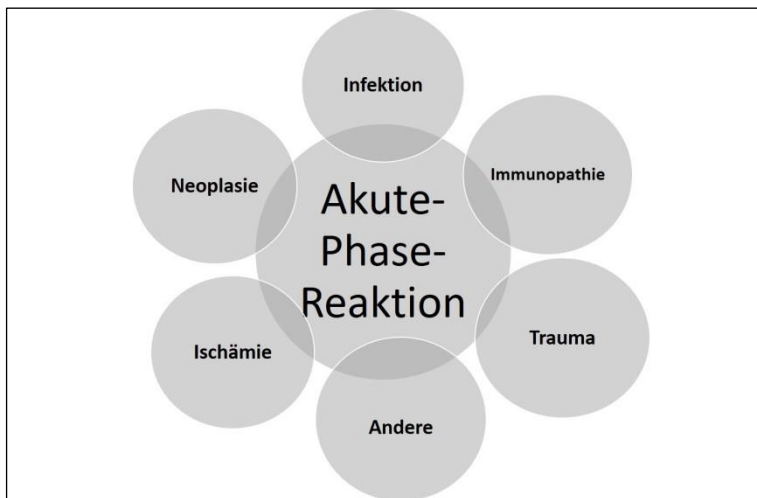 Infektion
Neoplasie
Immunopathie
Akute-
Phase-
Reaktion
Ischämie
Trauma
Andere